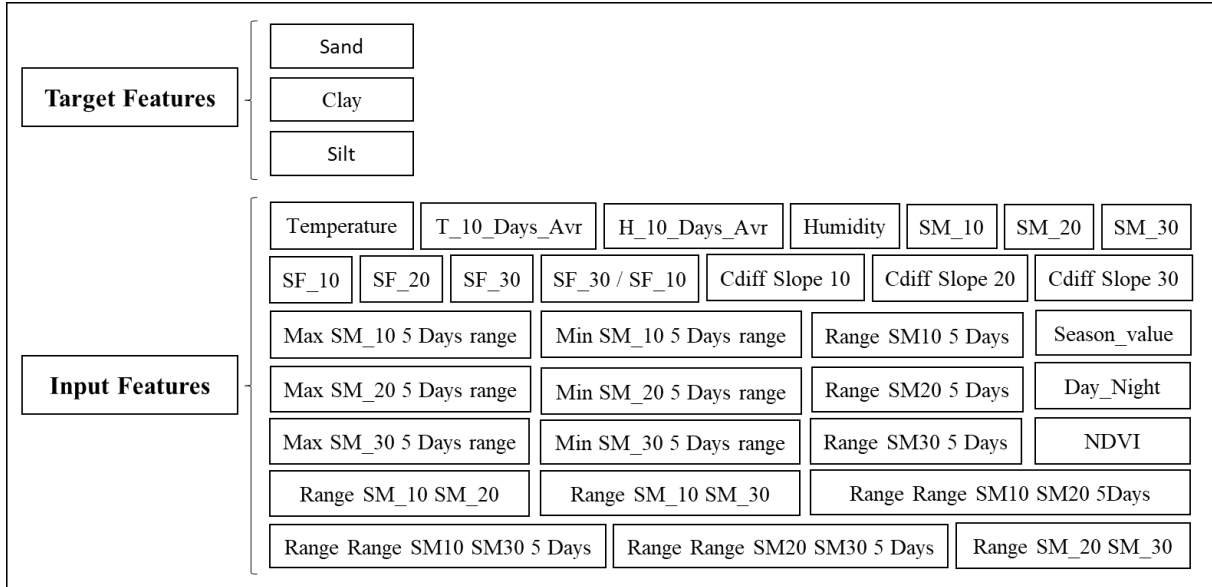 Target Features
Sand
Clay
Silt
Input Features
Temperature T_10_Days_Avr H_10_Days_Avr Humidity SM_10 SM_20 SM_30
SF_10 SF_20 SF_30 SF_30 / SF_10 Cdiff Slope 10 Cdiff Slope 20 Cdiff Slope 30
Max SM_10 5 Days range Min SM_10 5 Days range Range SM10 5 Days Season_value
Max SM_20 5 Days range Min SM_20 5 Days range Range SM20 5 Days Day_Night
Max SM_30 5 Days range Min SM_30 5 Days range Range SM30 5 Days NDVI
Range SM_10 SM_20 Range SM_10 SM_30 Range Range SM10 SM20 5Days
Range Range SM10 SM30 5 Days Range Range SM20 SM30 5 Days Range SM_20 SM_30